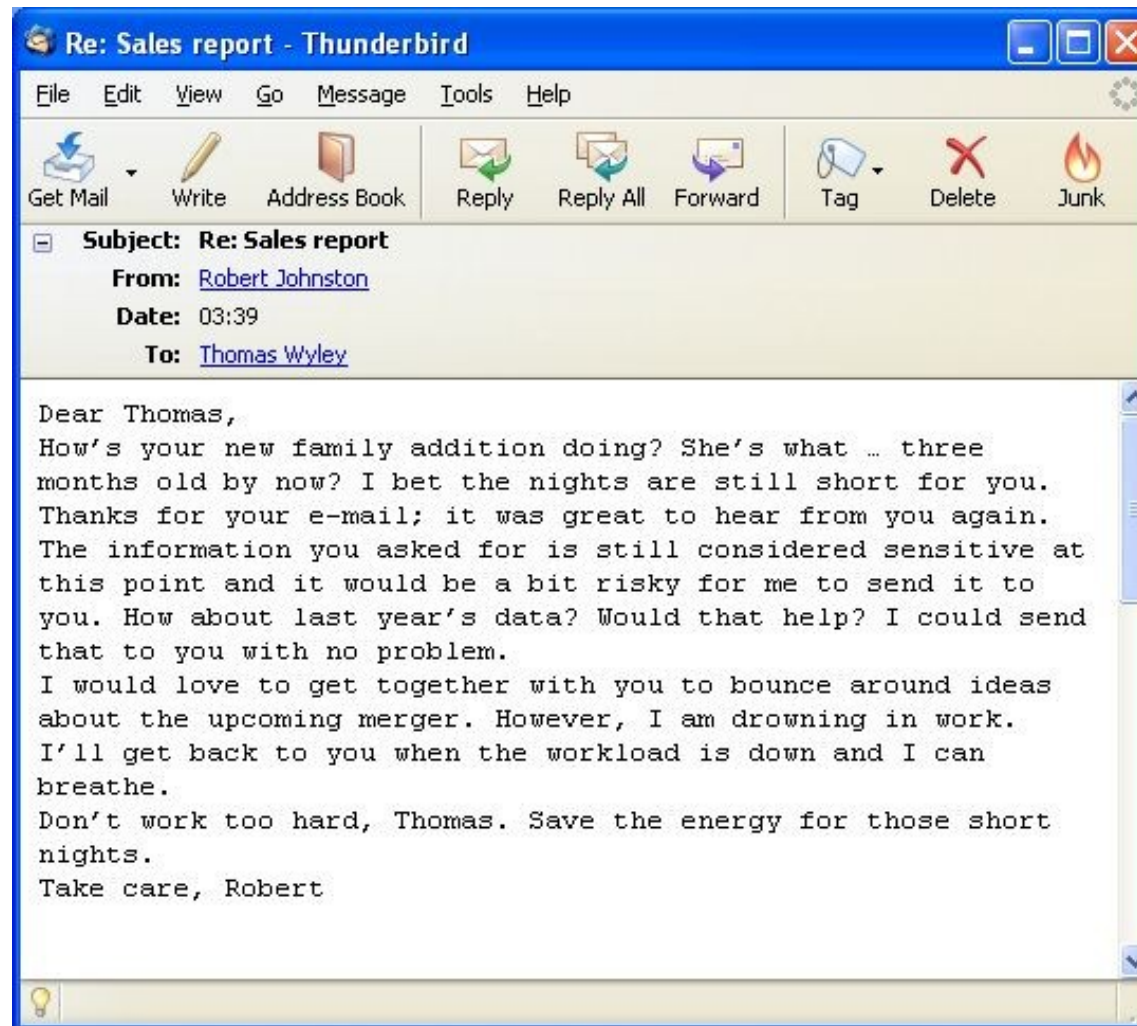 Re: Sales report - Thunderbird
File Edit View Go Message Tools Help
Get Mail Write Address Book Reply Reply All Forward Tag Delete Junk
Subject: Re: Sales report
From: Robert Johnston
Date: 03:39
To: Thomas Wyley
Dear Thomas,
How's your new family addition doing? She's what … three
months old by now? I bet the nights are still short for you.
Thanks for your e-mail; it was great to hear from you again.
The information you asked for is still considered sensitive at
this point and it would be a bit risky for me to send it to
you. How about last year's data? Would that help? I could send
that to you with no problem.
I would love to get together with you to bounce around ideas
about the upcoming merger. However, I am drowning in work.
I'll get back to you when the workload is down and I can
breathe.
Don't work too hard, Thomas. Save the energy for those short
nights.
Take care, Robert